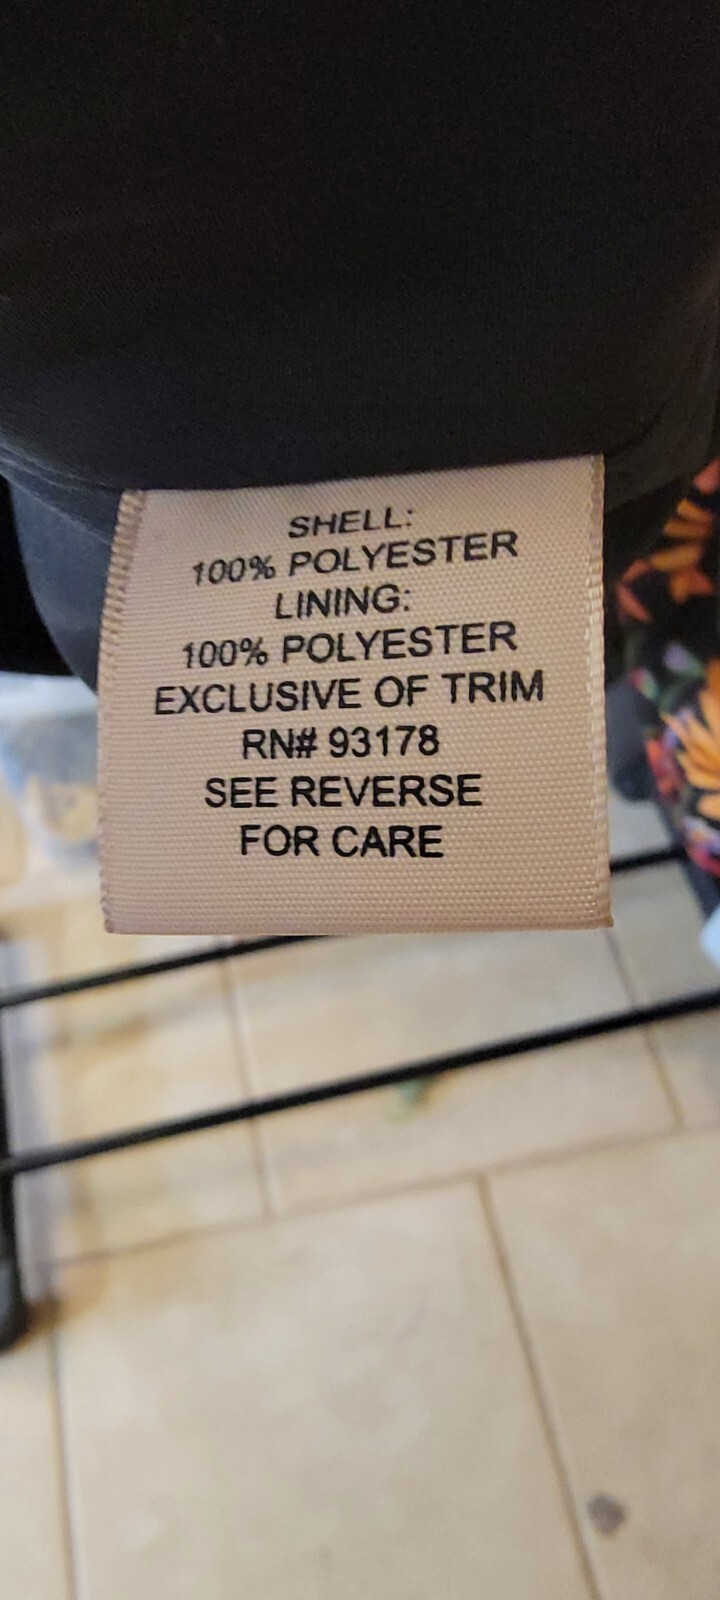 SHELL:
100% POLYESTER
LINING:
100% POLYESTER
EXCLUSIVE OF TRIM
RN# 93178
SEE REVERSE
FOR CARE